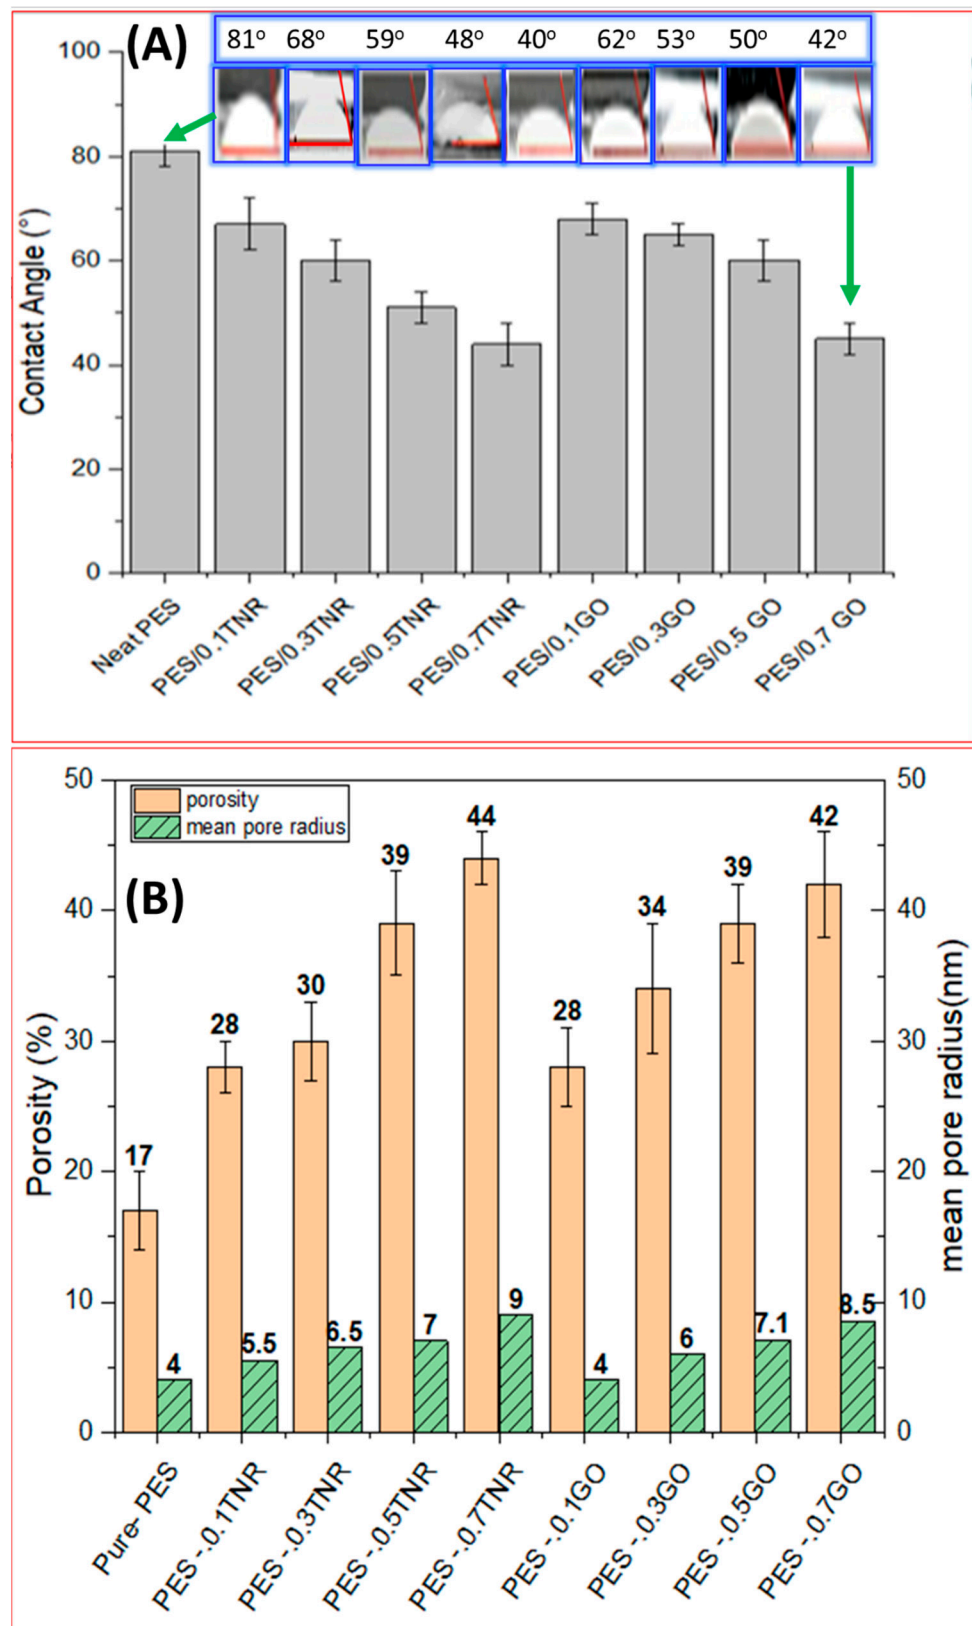 (A)
81° 68° 59° 48° 40° 62° 53° 50° 42°
100
80
60
40
20
0
Contact Angle (°)
Neat PES
PES/0.1TNR
PES/0.3TNR
PES/0.5TNR
PES/0.7TNR
PES/0.1GO
PES/0.3GO
PES/0.5 GO
PES/0.7 GO
(B)
porosity
mean pore radius
50
40
30
20
10
0
Porosity (%)
17
4
28
5.5
30
6.5
39
7
44
9
28
4
34
6
39
7.1
42
8.5
50
40
30
20
10
0
mean pore radius(nm)
Pure- PES
PES -.0.1TNR
PES -.0.3TNR
PES -.0.5TNR
PES -.0.7TNR
PES -.0.1GO
PES -.0.3GO
PES -.0.5GO
PES -.0.7GO